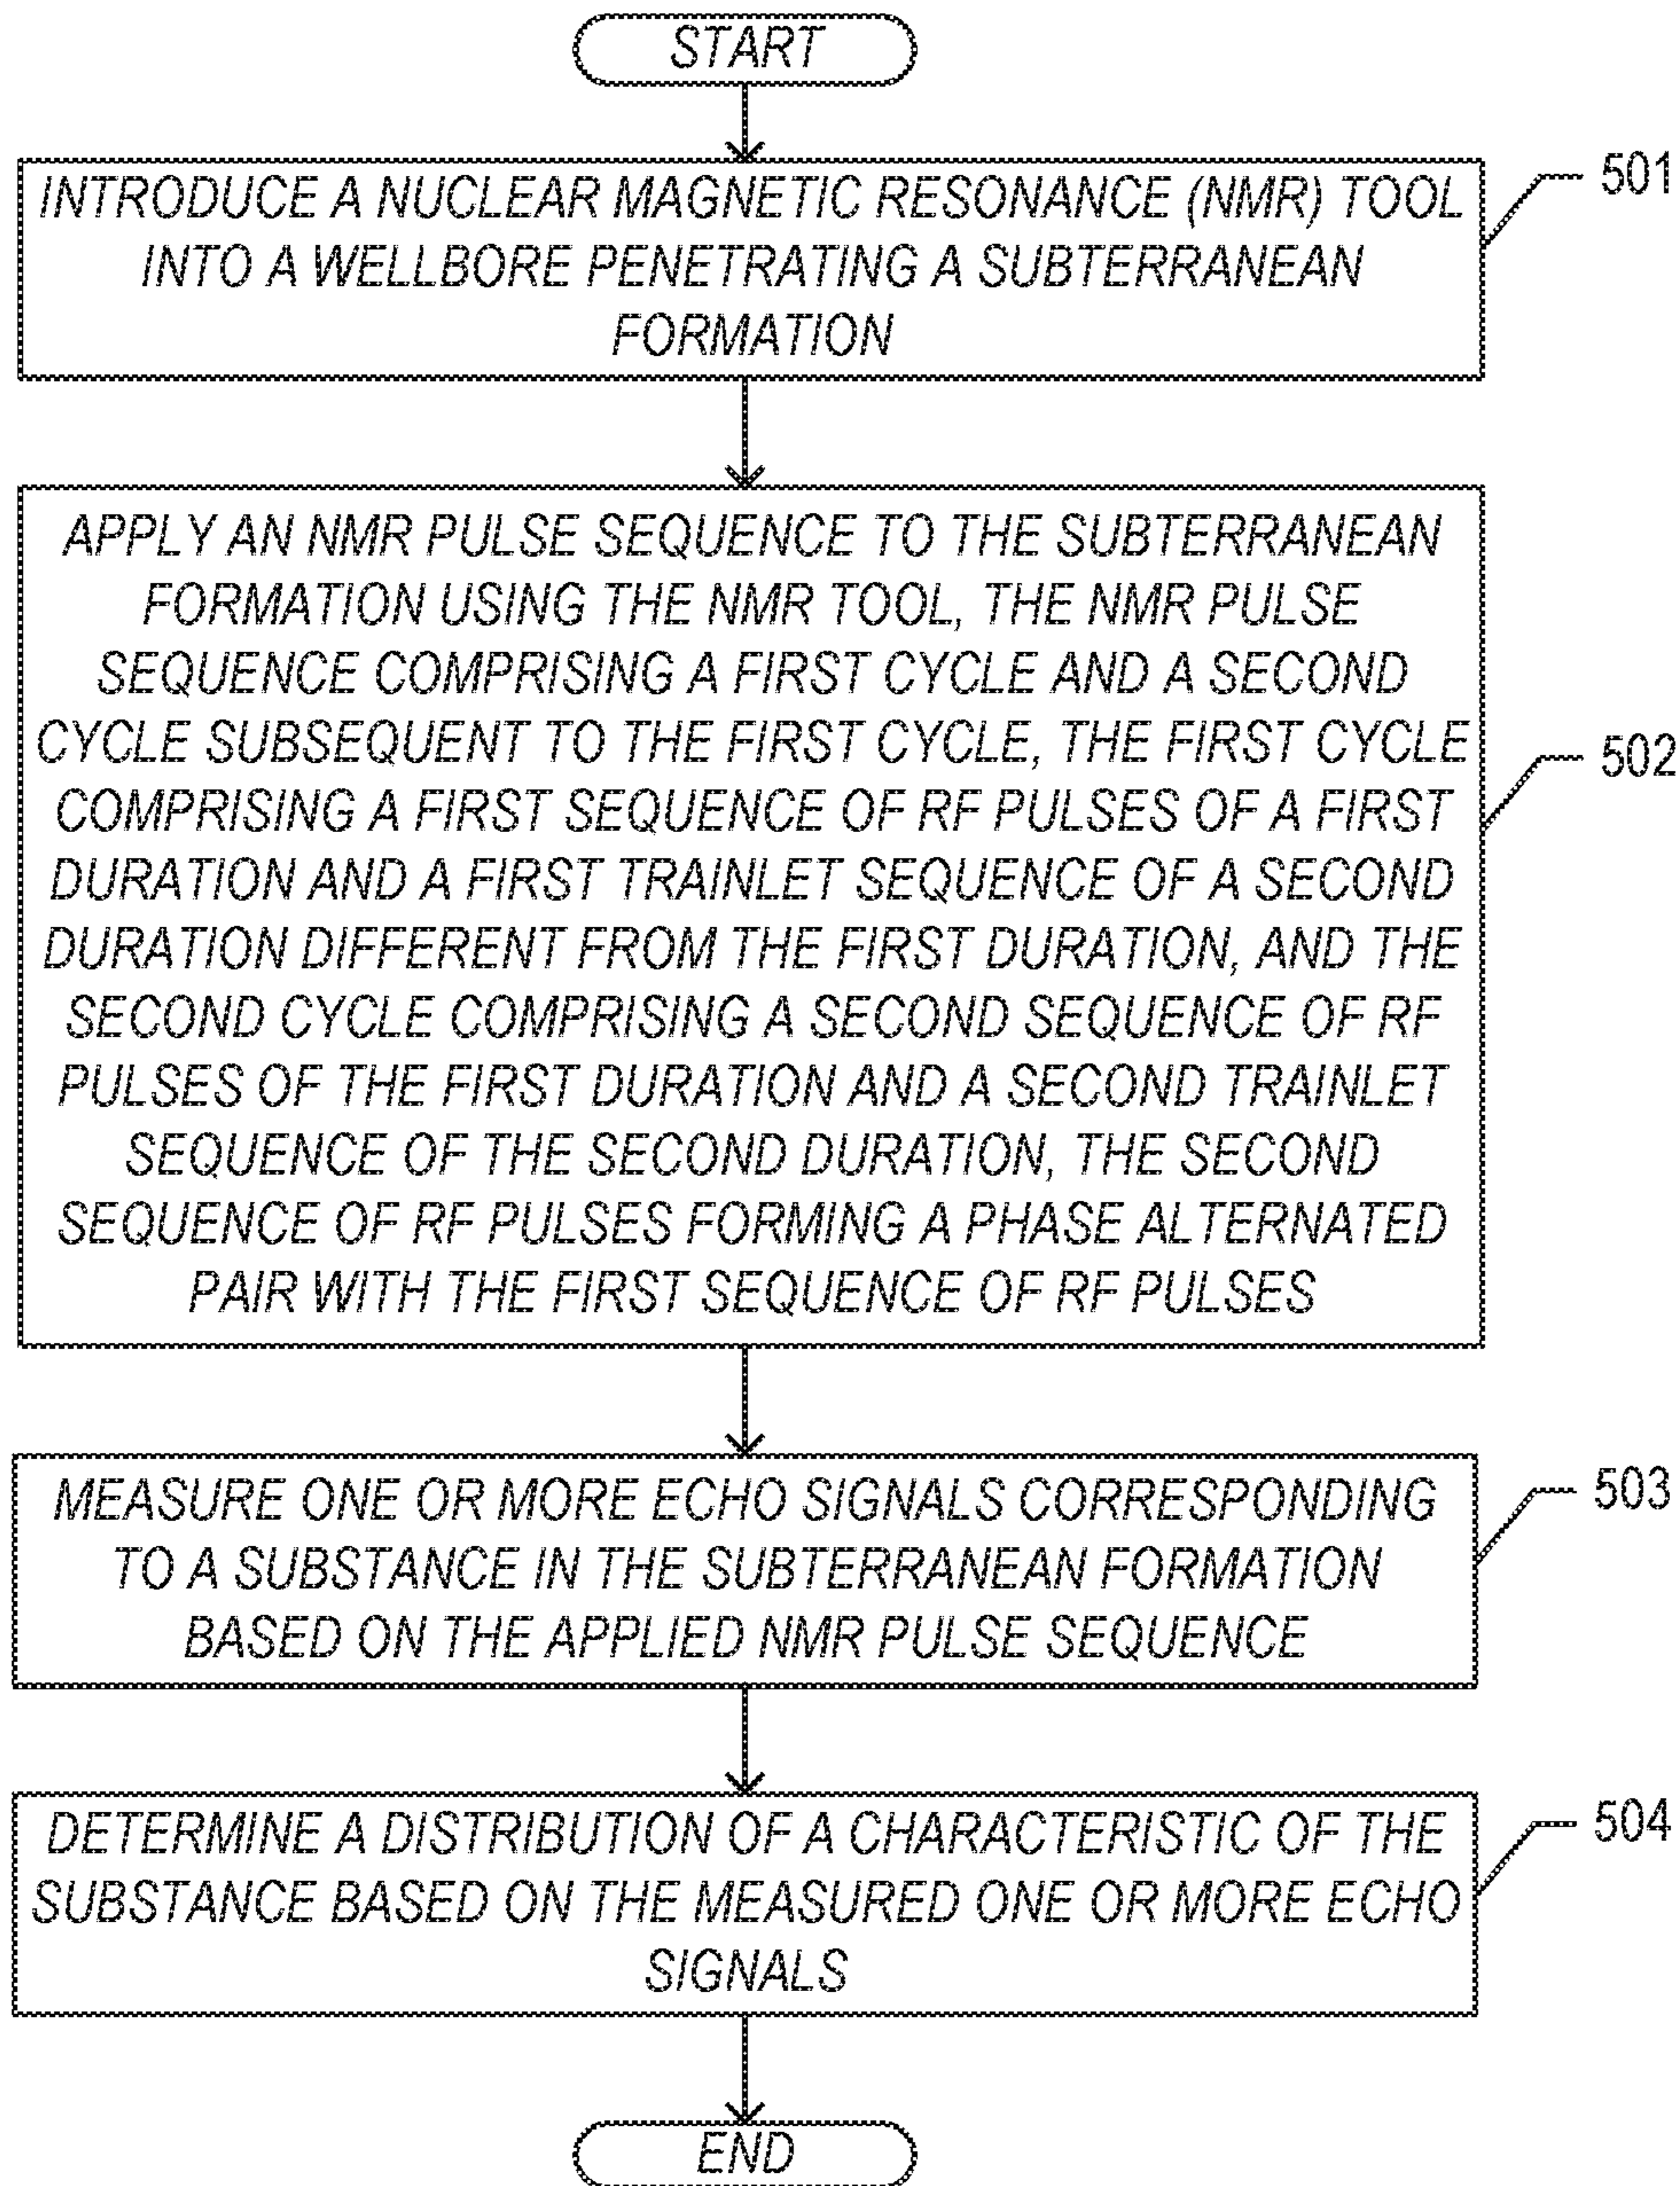 START
INTRODUCE A NUCLEAR MAGNETIC RESONANCE (NMR) TOOL
INTO A WELLBORE PENETRATING A SUBTERRANEAN
FORMATION
501
APPLY AN NMR PULSE SEQUENCE TO THE SUBTERRANEAN
FORMATION USING THE NMR TOOL, THE NMR PULSE
SEQUENCE COMPRISING A FIRST CYCLE AND A SECOND
CYCLE SUBSEQUENT TO THE FIRST CYCLE, THE FIRST CYCLE
COMPRISING A FIRST SEQUENCE OF RF PULSES OF A FIRST
DURATION AND A FIRST TRAINLET SEQUENCE OF A SECOND
DURATION DIFFERENT FROM THE FIRST DURATION, AND THE
SECOND CYCLE COMPRISING A SECOND SEQUENCE OF RF
PULSES OF THE FIRST DURATION AND A SECOND TRAINLET
SEQUENCE OF THE SECOND DURATION, THE SECOND
SEQUENCE OF RF PULSES FORMING A PHASE ALTERNATED
PAIR WITH THE FIRST SEQUENCE OF RF PULSES
502
MEASURE ONE OR MORE ECHO SIGNALS CORRESPONDING
TO A SUBSTANCE IN THE SUBTERRANEAN FORMATION
BASED ON THE APPLIED NMR PULSE SEQUENCE
503
DETERMINE A DISTRIBUTION OF A CHARACTERISTIC OF THE
SUBSTANCE BASED ON THE MEASURED ONE OR MORE ECHO
SIGNALS
504
END